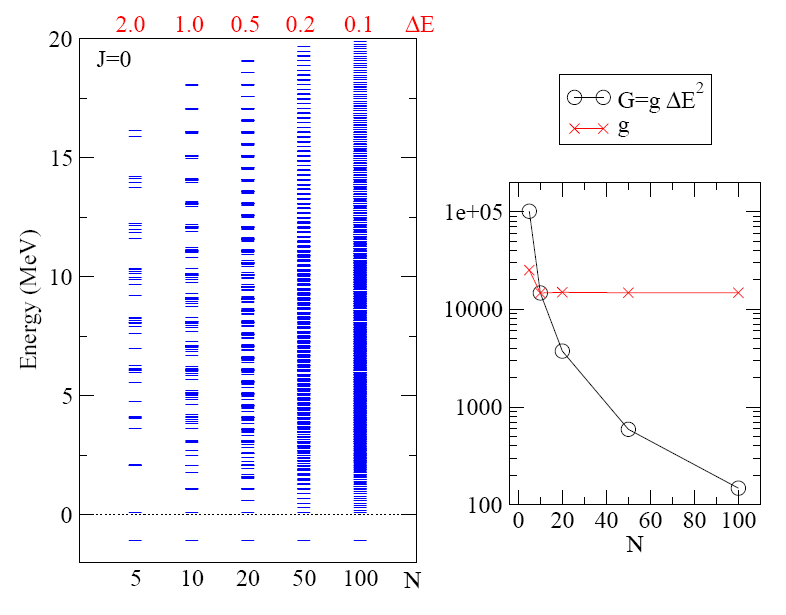 2.0 1.0 0.5 0.2 0.1 ΔE
20
J=0
15
10
5
0
Energy (MeV)
5 10 20 50 100 N
G=g ΔE²
g
1e+05
10000
1000
100
0 20 40 60 80 100
N